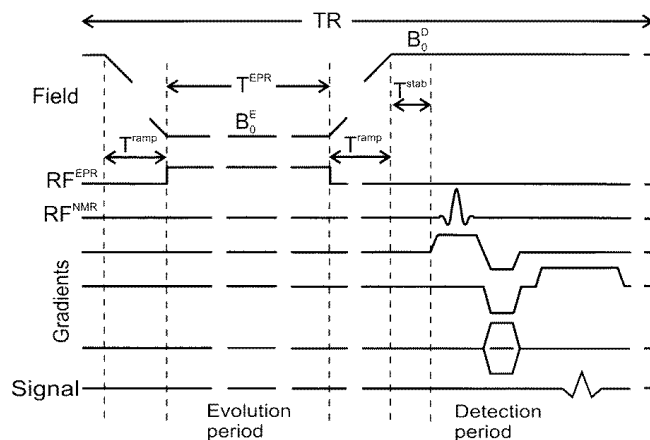 TR
B₀ᴰ
Field
Tᴱᴾᴿ
Tˢᵗᵃᵇ
B₀ᴱ
Tʳᵃᵐᵖ
Tʳᵃᵐᵖ
RFᴱᴾᴿ
RFᴺᴹᴿ
Gradients
Signal
Evolution period
Detection period